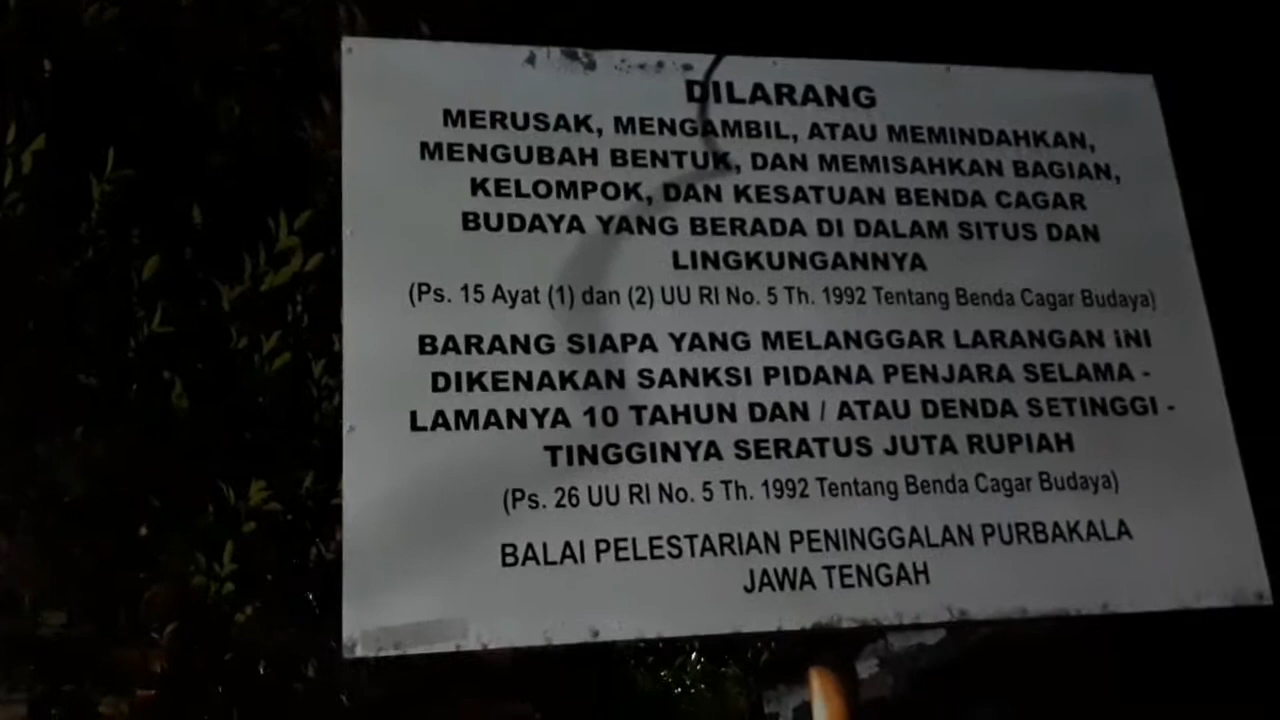 DILARANG
MERUSAK, MENGAMBIL, ATAU MEMINDAHKAN,
MENGUBAH BENTUK, DAN MEMISAHKAN BAGIAN,
KELOMPOK, DAN KESATUAN BENDA CAGAR
BUDAYA YANG BERADA DI DALAM SITUS DAN
LINGKUNGANNYA
(Ps. 15 Ayat (1) dan (2) UU RI No. 5 Th. 1992 Tentang Benda Cagar Budaya)
BARANG SIAPA YANG MELANGGAR LARANGAN iNI
DIKENAKAN SANKSI PIDANA PENJARA SELAMA -
LAMANYA 10 TAHUN DAN / ATAU DENDA SETINGGI -
TINGGINYA SERATUS JUTA RUPIAH
(Ps. 26 UU RI No. 5 Th. 1992 Tentang Benda Cagar Budaya)
BALAI PELESTARIAN PENINGGALAN PURBAKALA
JAWA TENGAH